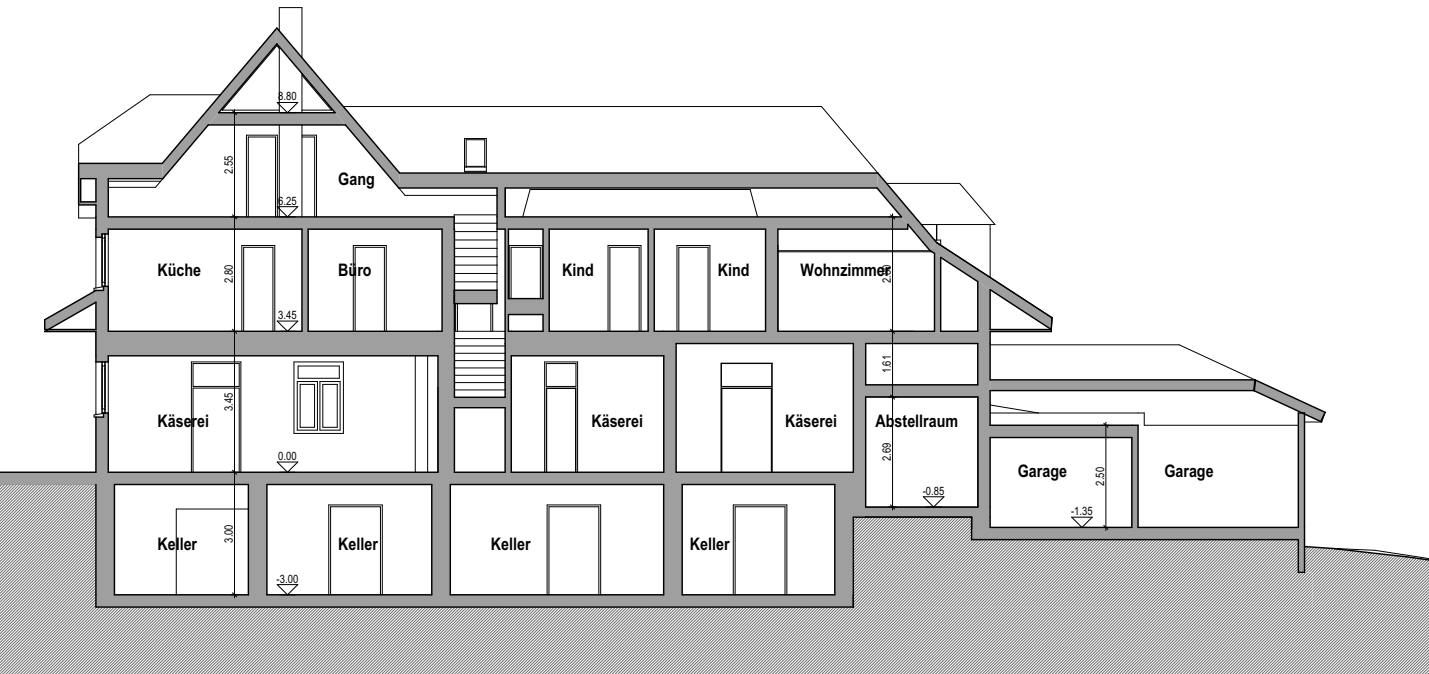 8.80
2.55
Gang
6.25
Küche
2.80
Büro
Kind
Kind
Wohnzimmer
3.45
1.61
Käserei
3.45
Käserei
Käserei
Abstellraum
2.69
0.00
-0.85
Garage
2.50
Garage
-1.35
Keller
3.00
Keller
Keller
Keller
-3.00